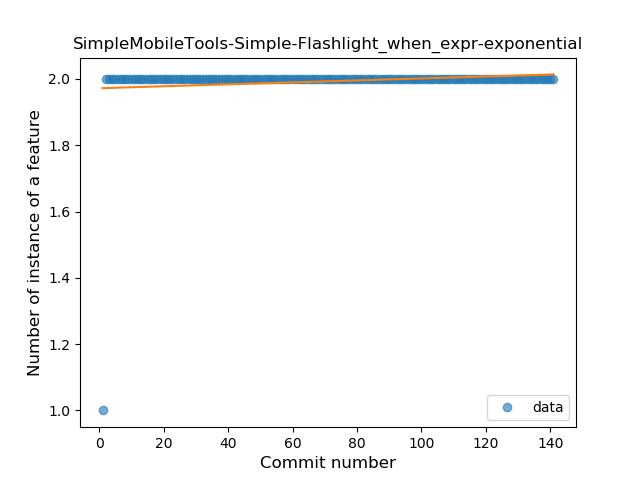 SimpleMobileTools-Simple-Flashlight_when_expr-exponential
Number of instance of a feature
2.0
1.8
1.6
1.4
1.2
1.0
data
0 20 40 60 80 100 120 140
Commit number